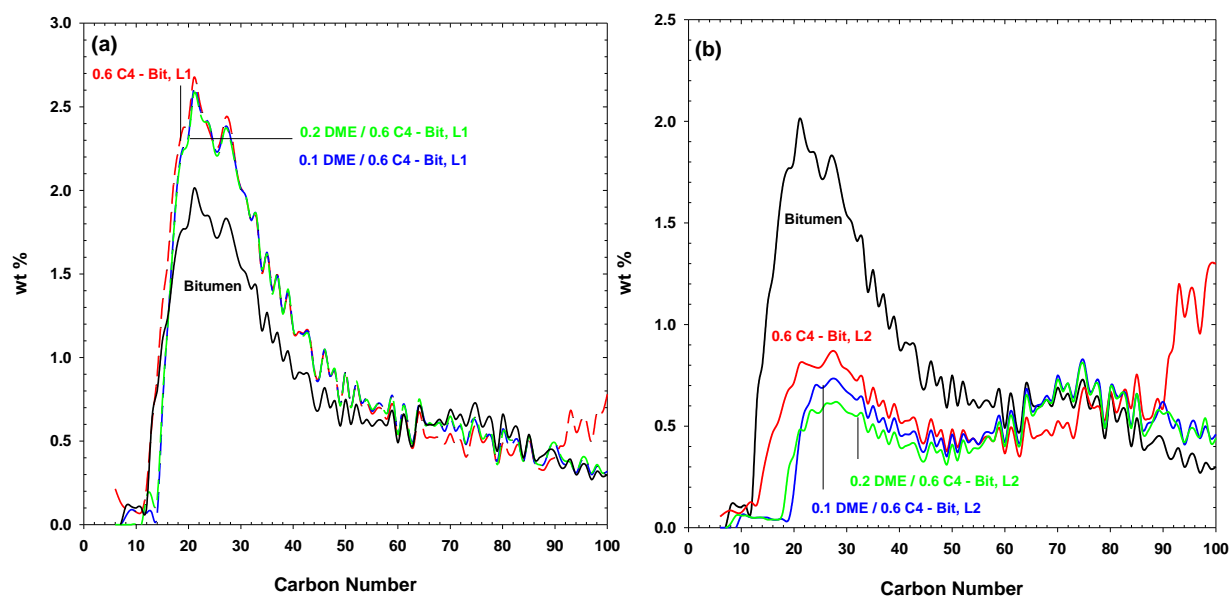 (a)
0.6 C4 - Bit, L1
0.2 DME / 0.6 C4 - Bit, L1
0.1 DME / 0.6 C4 - Bit, L1
Bitumen
wt %
3.0
2.5
2.0
1.5
1.0
0.5
0.0
0 10 20 30 40 50 60 70 80 90 100
Carbon Number
(b)
Bitumen
0.6 C4 - Bit, L2
0.2 DME / 0.6 C4 - Bit, L2
0.1 DME / 0.6 C4 - Bit, L2
wt %
2.5
2.0
1.5
1.0
0.5
0.0
0 10 20 30 40 50 60 70 80 90 100
Carbon Number